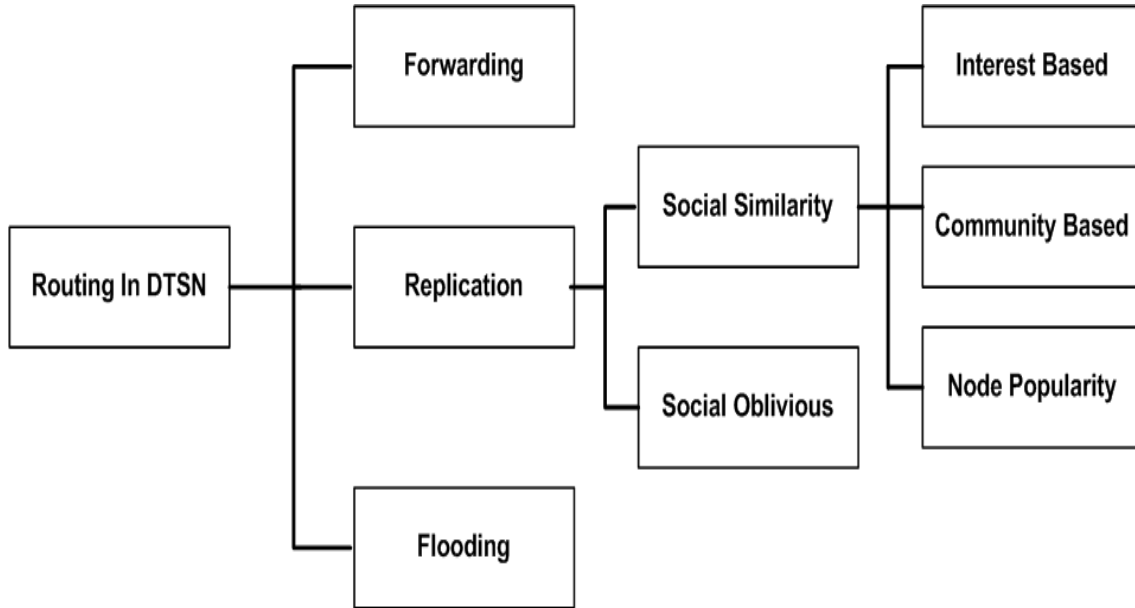 Routing In DTSN
Forwarding
Replication
Flooding
Social Similarity
Social Oblivious
Interest Based
Community Based
Node Popularity